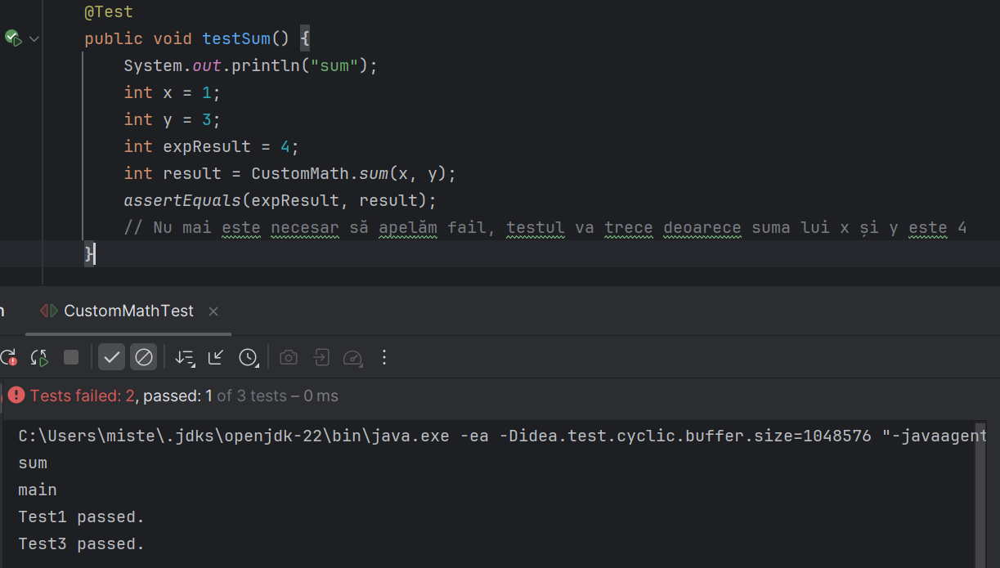 @Test
public void testSum() {
System.out.println("sum");
int x = 1;
int y = 3;
int expResult = 4;
int result = CustomMath.sum(x, y);
assertEquals(expResult, result);
// Nu mai este necesar să apelăm fail, testul va trece deoarece suma lui x și y este 4
}
CustomMathTest
Tests failed: 2, passed: 1 of 3 tests – 0 ms
C:\Users\miste\.jdks\openjdk-22\bin\java.exe -ea -Didea.test.cyclic.buffer.size=1048576 "-javaagent
sum
main
Test1 passed.
Test3 passed.